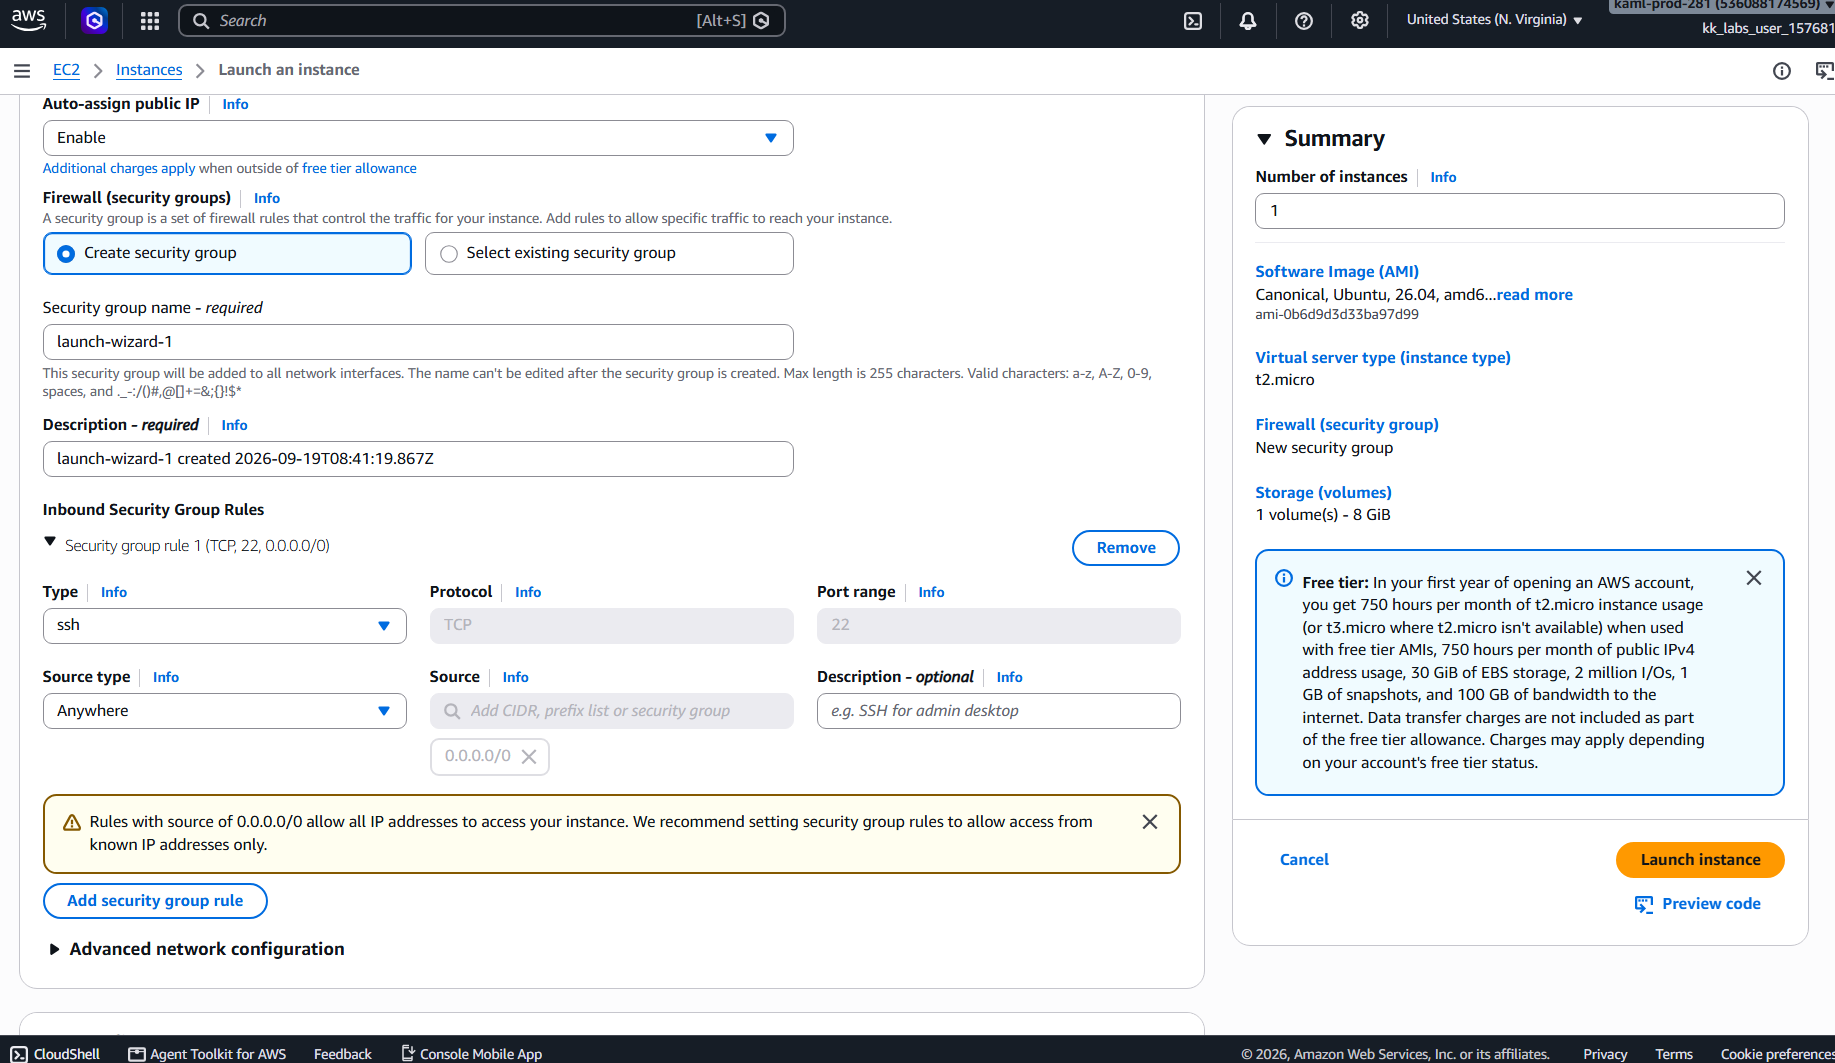 aws
Search
[Alt+S]
United States (N. Virginia)
kaml-prod-281 (536088174569)
kk_labs_user_157681
EC2
Instances
Launch an instance
Auto-assign public IP
Info
Enable
Additional charges apply when outside of free tier allowance
Firewall (security groups)
Info
A security group is a set of firewall rules that control the traffic for your instance. Add rules to allow specific traffic to reach your instance.
Create security group
Select existing security group
Security group name - required
launch-wizard-1
This security group will be added to all network interfaces. The name can't be edited after the security group is created. Max length is 255 characters. Valid characters: a-z, A-Z, 0-9,
spaces, and ._-:/()#,@[]+=&;{}!$*
Description - required
Info
launch-wizard-1 created 2026-09-19T08:41:19.867Z
Inbound Security Group Rules
Security group rule 1 (TCP, 22, 0.0.0.0/0)
Remove
Type
Info
Protocol
Info
Port range
Info
ssh
TCP
22
Source type
Info
Source
Info
Description - optional
Info
Anywhere
Add CIDR, prefix list or security group
e.g. SSH for admin desktop
0.0.0.0/0
Rules with source of 0.0.0.0/0 allow all IP addresses to access your instance. We recommend setting security group rules to allow access from
known IP addresses only.
Add security group rule
Advanced network configuration
Summary
Number of instances
Info
1
Software Image (AMI)
Canonical, Ubuntu, 26.04, amd6...read more
ami-0b6d9d3d33ba97d99
Virtual server type (instance type)
t2.micro
Firewall (security group)
New security group
Storage (volumes)
1 volume(s) - 8 GiB
Free tier: In your first year of opening an AWS account,
you get 750 hours per month of t2.micro instance usage
(or t3.micro where t2.micro isn't available) when used
with free tier AMIs, 750 hours per month of public IPv4
address usage, 30 GiB of EBS storage, 2 million I/Os, 1
GB of snapshots, and 100 GB of bandwidth to the
internet. Data transfer charges are not included as part
of the free tier allowance. Charges may apply depending
on your account's free tier status.
Cancel
Launch instance
Preview code
CloudShell
Agent Toolkit for AWS
Feedback
Console Mobile App
© 2026, Amazon Web Services, Inc. or its affiliates.
Privacy
Terms
Cookie preferences